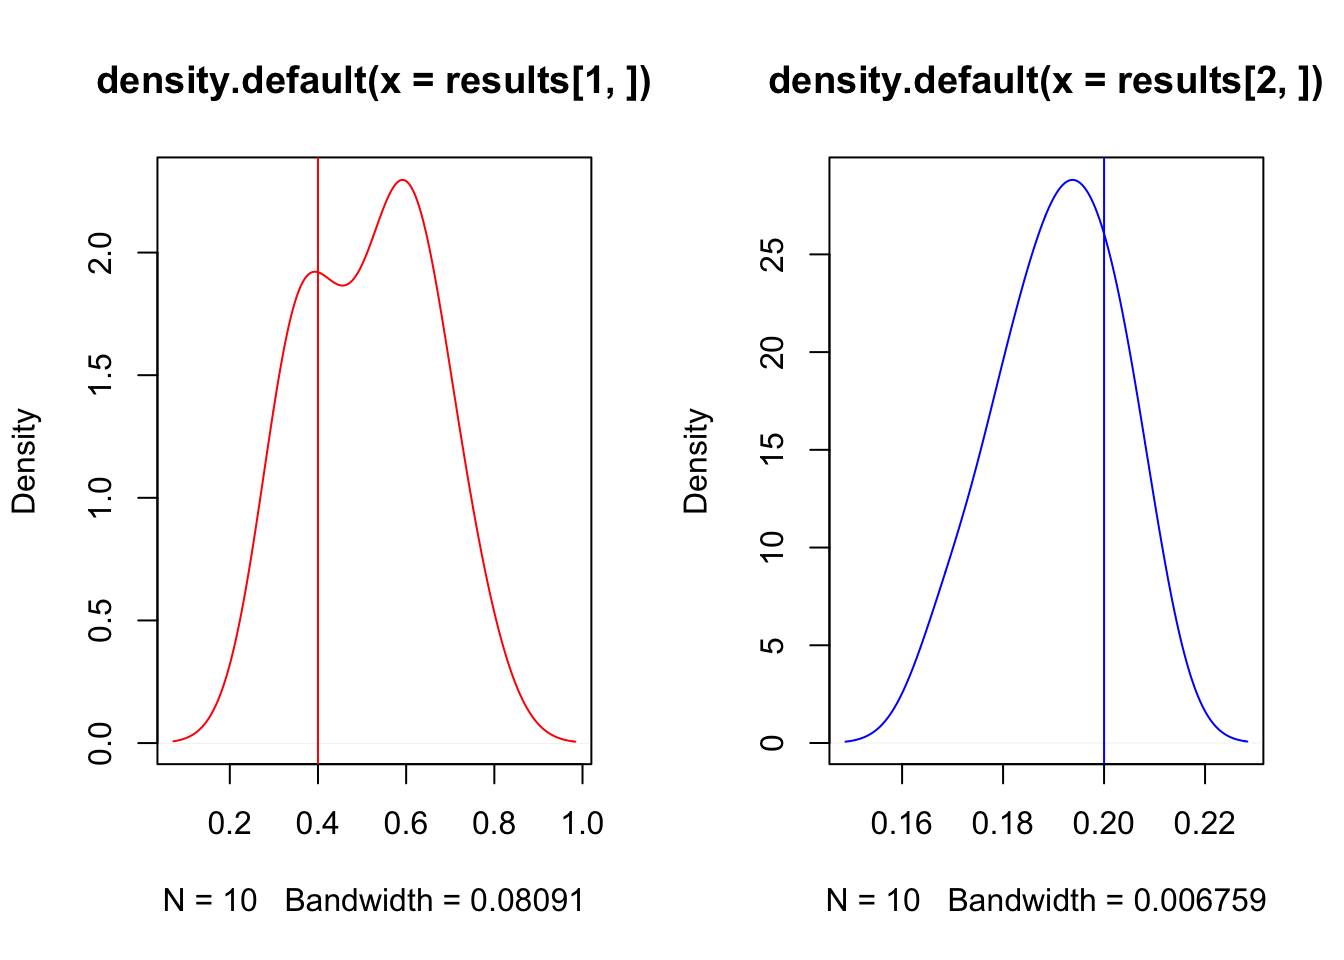 density.default(x = results[1, ])
Density
0.0 0.5 1.0 1.5 2.0
0.2 0.4 0.6 0.8 1.0
N = 10 Bandwidth = 0.08091
density.default(x = results[2, ])
Density
0 5 10 15 20 25
0.16 0.18 0.20 0.22
N = 10 Bandwidth = 0.006759